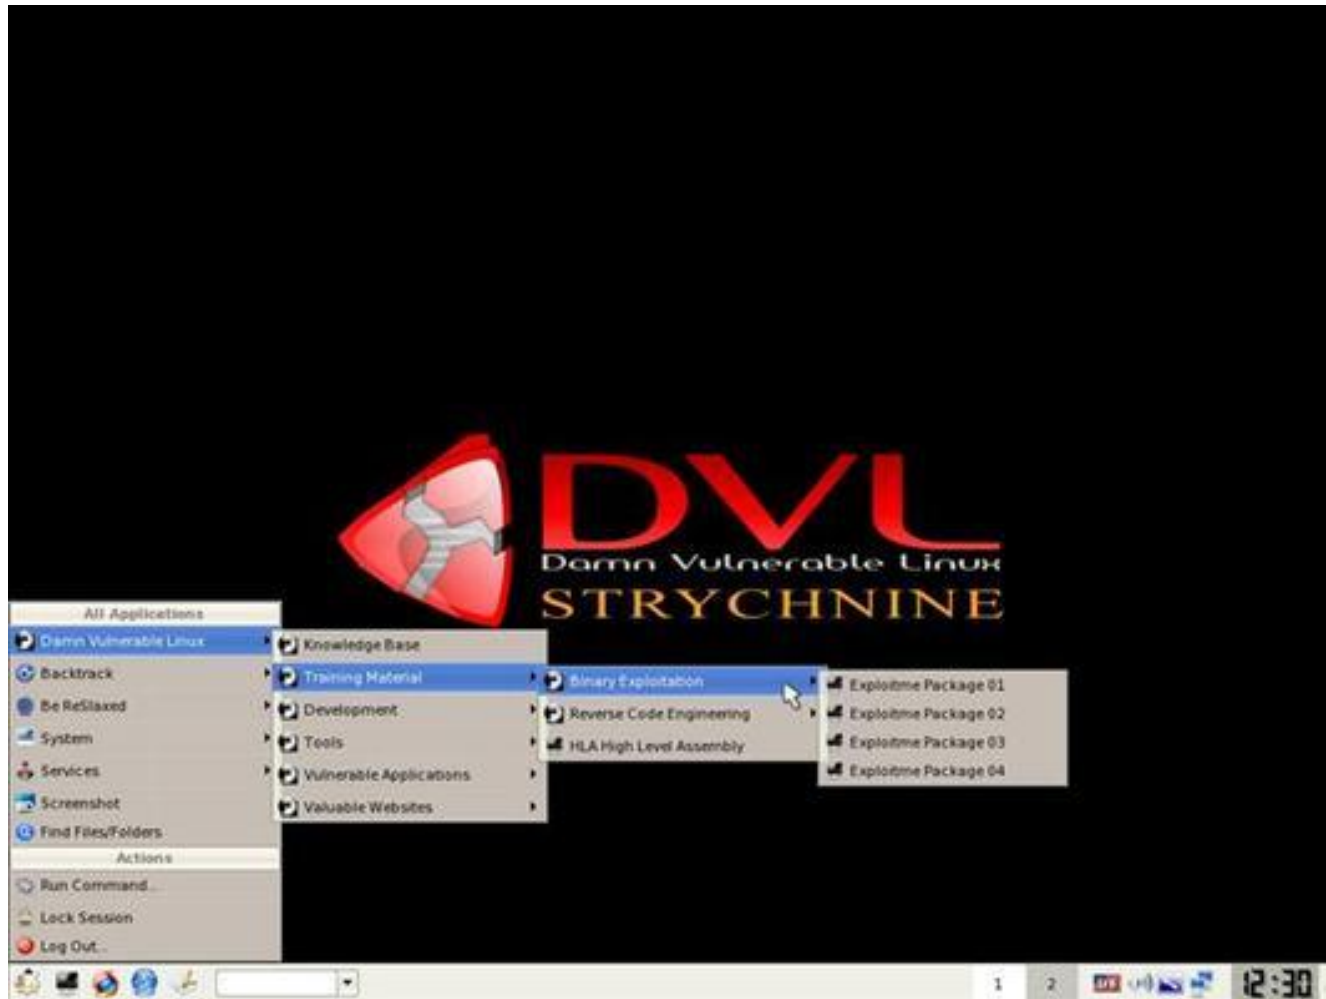 DVL
Damn Vulnerable Linux
STRYCHNINE
All Applications
Damn Vulnerable Linux
Backtrack
Be ReSlaxed
System
Services
Screenshot
Find Files/Folders
Actions
Run Command...
Lock Session
Log Out...
Knowledge Base
Training Material
Development
Tools
Vulnerable Applications
Valuable Websites
Binary Exploitation
Reverse Code Engineering
HLA High Level Assembly
Exploitme Package 01
Exploitme Package 02
Exploitme Package 03
Exploitme Package 04
1 2 12:30